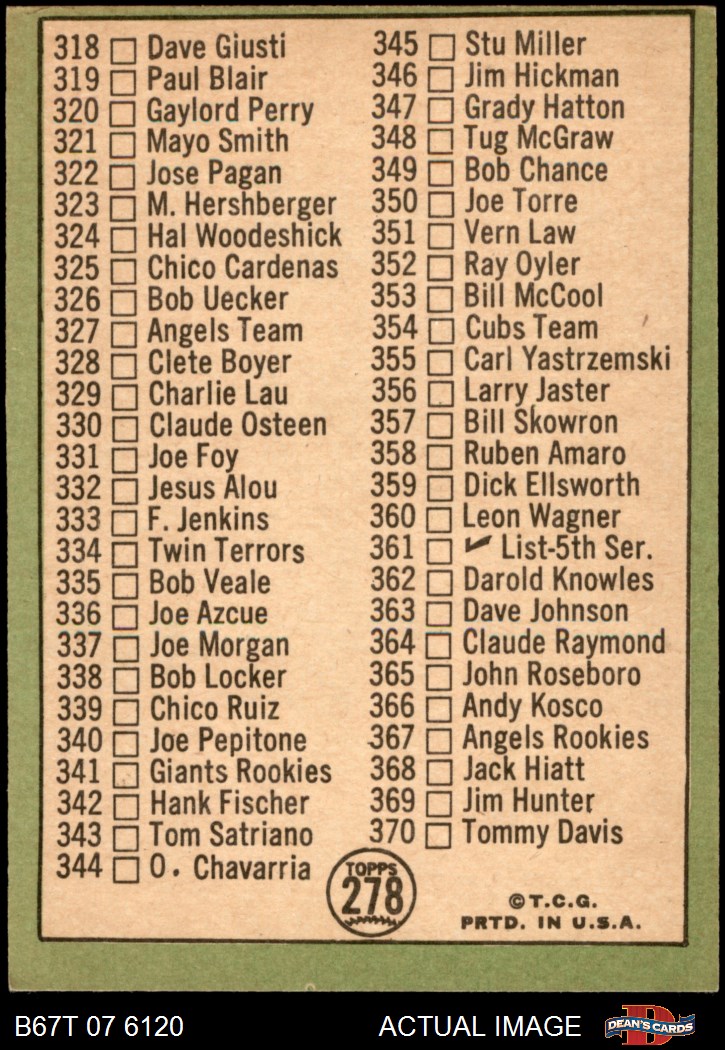 318 Dave Giusti
319 Paul Blair
320 Gaylord Perry
321 Mayo Smith
322 Jose Pagan
323 M. Hershberger
324 Hal Woodeshick
325 Chico Cardenas
326 Bob Uecker
327 Angels Team
328 Clete Boyer
329 Charlie Lau
330 Claude Osteen
331 Joe Foy
332 Jesus Alou
333 F. Jenkins
334 Twin Terrors
335 Bob Veale
336 Joe Azcue
337 Joe Morgan
338 Bob Locker
339 Chico Ruiz
340 Joe Pepitone
341 Giants Rookies
342 Hank Fischer
343 Tom Satriano
344 O. Chavarria
345 Stu Miller
346 Jim Hickman
347 Grady Hatton
348 Tug McGraw
349 Bob Chance
350 Joe Torre
351 Vern Law
352 Ray Oyler
353 Bill McCool
354 Cubs Team
355 Carl Yastrzemski
356 Larry Jaster
357 Bill Skowron
358 Ruben Amaro
359 Dick Ellsworth
360 Leon Wagner
361 List-5th Ser.
362 Darold Knowles
363 Dave Johnson
364 Claude Raymond
365 John Roseboro
366 Andy Kosco
367 Angels Rookies
368 Jack Hiatt
369 Jim Hunter
370 Tommy Davis
TOPPS
278
©T.C.G.
PRTD. IN U.S.A.
B67T 07 6120
ACTUAL IMAGE
D
DEAN'S CARDS